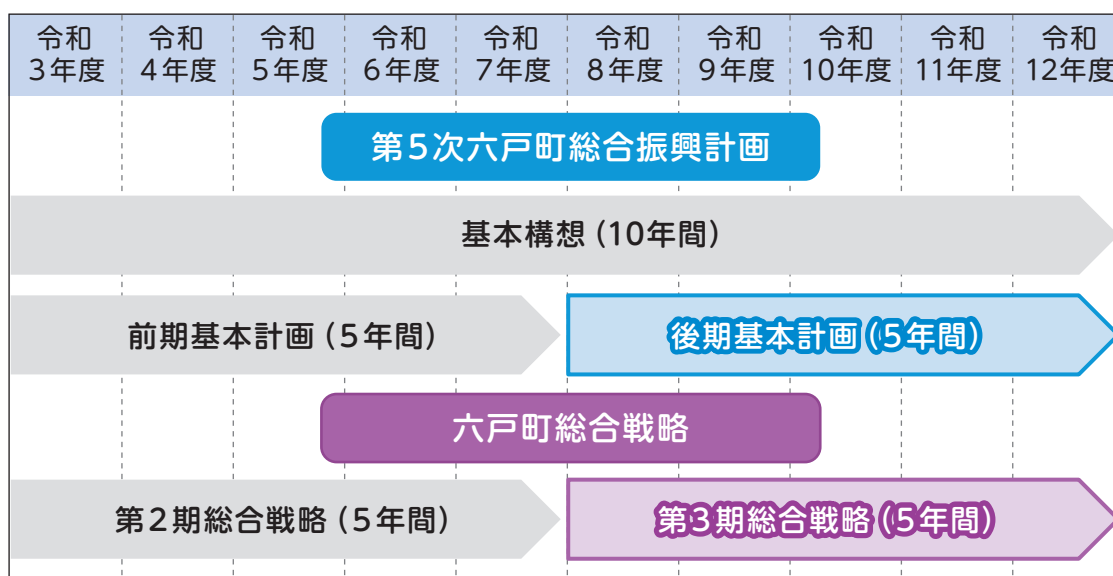 令和 令和 令和 令和 令和 令和 令和 令和 令和 令和
3年度 4年度 5年度 6年度 7年度 8年度 9年度 10年度 11年度 12年度
第5次六戸町総合振興計画
基本構想(10年間)
前期基本計画(5年間) 後期基本計画(5年間)
六戸町総合戦略
第2期総合戦略(5年間) 第3期総合戦略(5年間)